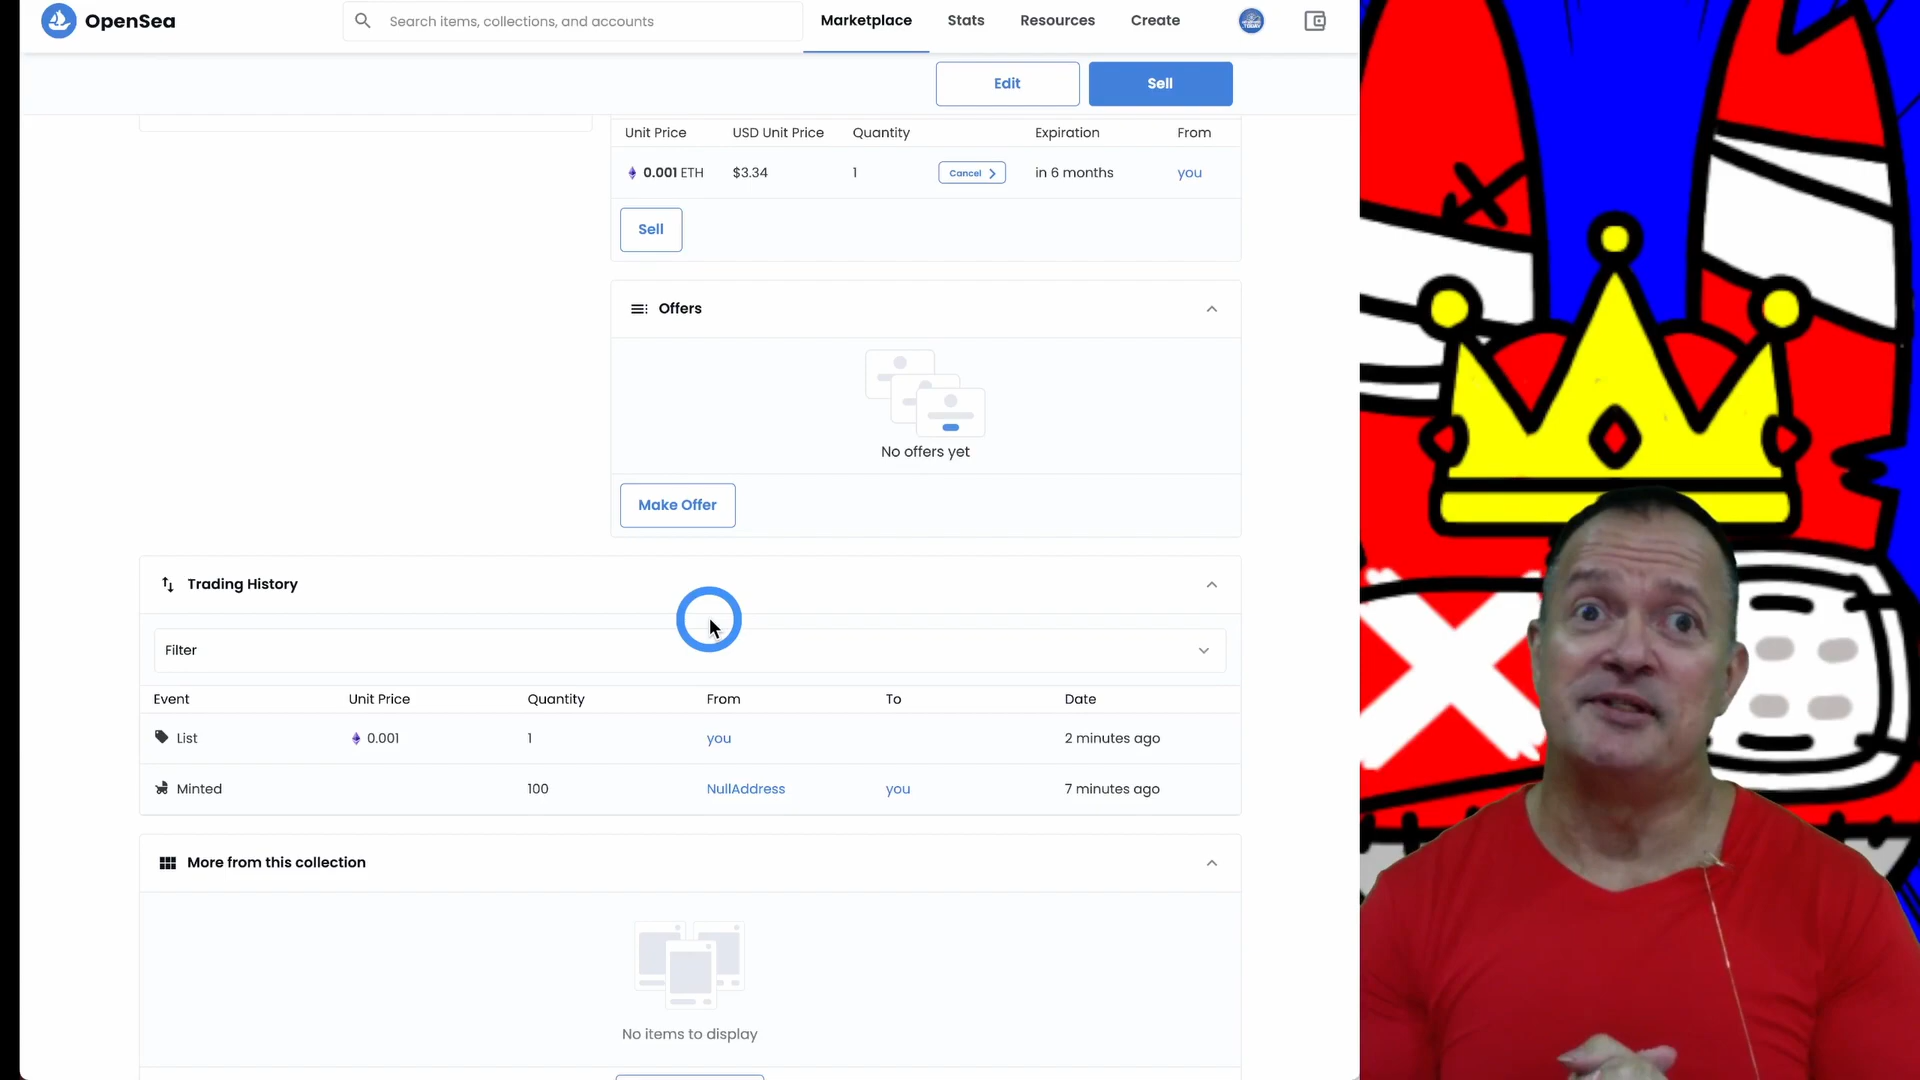 OpenSea
Search items, collections, and accounts
Marketplace
Stats
Resources
Create
Edit
Sell
Unit Price USD Unit Price Quantity Expiration From
0.001 ETH $3.34 1 Cancel in 6 months you
Sell
Offers
No offers yet
Make Offer
Trading History
Filter
Event Unit Price Quantity From To Date
List 0.001 1 you 2 minutes ago
Minted 100 NullAddress you 7 minutes ago
More from this collection
No items to display